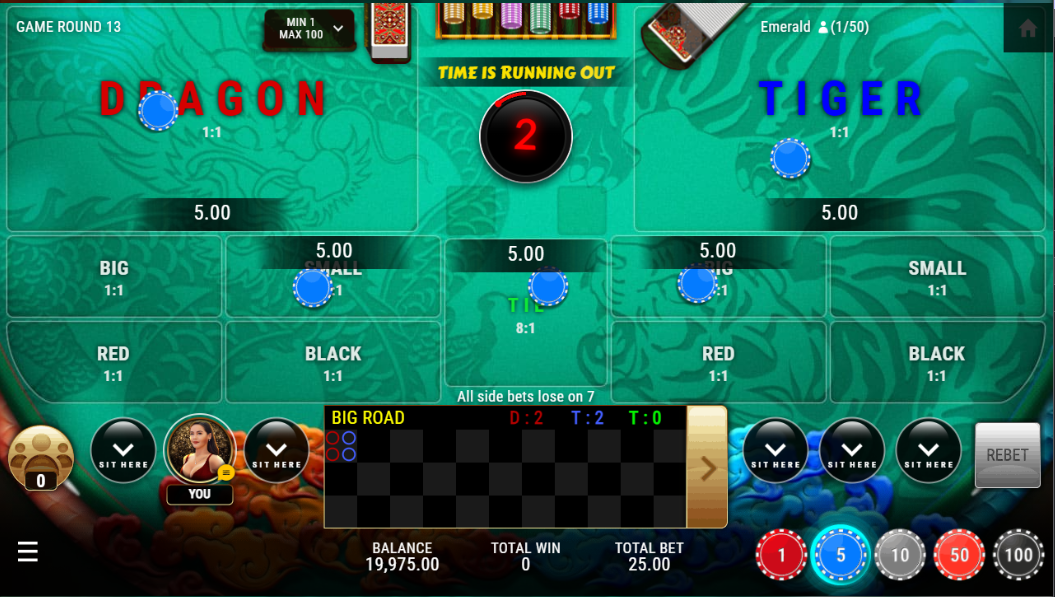 GAME ROUND 13
MIN 1
MAX 100
Emerald (1/50)
TIME IS RUNNING OUT
DRAGON
1:1
2
TIGER
1:1
5.00
5.00
5.00
5.00
5.00
BIG
1:1
SMALL
:1
TIE
8:1
BIG
:1
SMALL
1:1
RED
1:1
BLACK
1:1
RED
1:1
BLACK
1:1
All side bets lose on 7
BIG ROAD
D:2
T:2
T:0
0
SIT HERE
YOU
SIT HERE
SIT HERE
SIT HERE
SIT HERE
REBET
BALANCE
19,975.00
TOTAL WIN
0
TOTAL BET
25.00
1
5
10
50
100